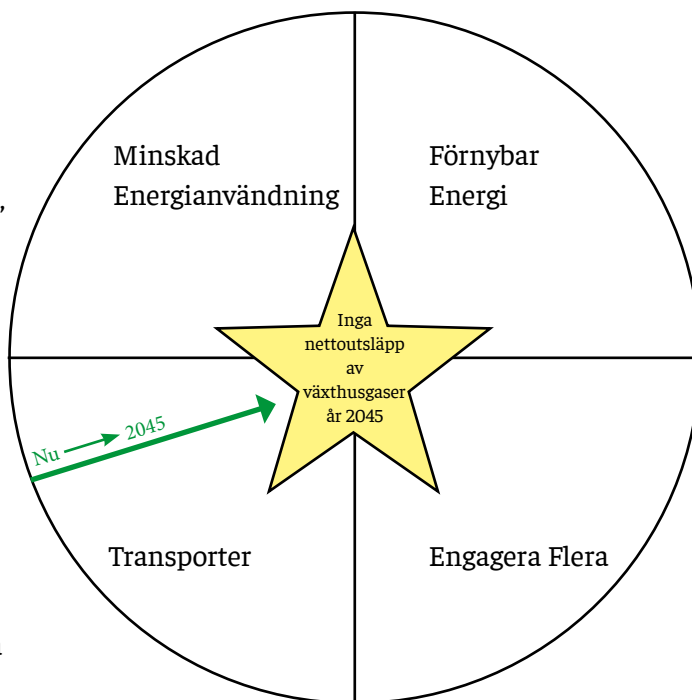 Minskad
Energianvändning
Förnybar
Energi
,
Inga
nettoutsläpp
av
växthusgaser
år 2045
Nu 2045
Transporter
Engagera Flera